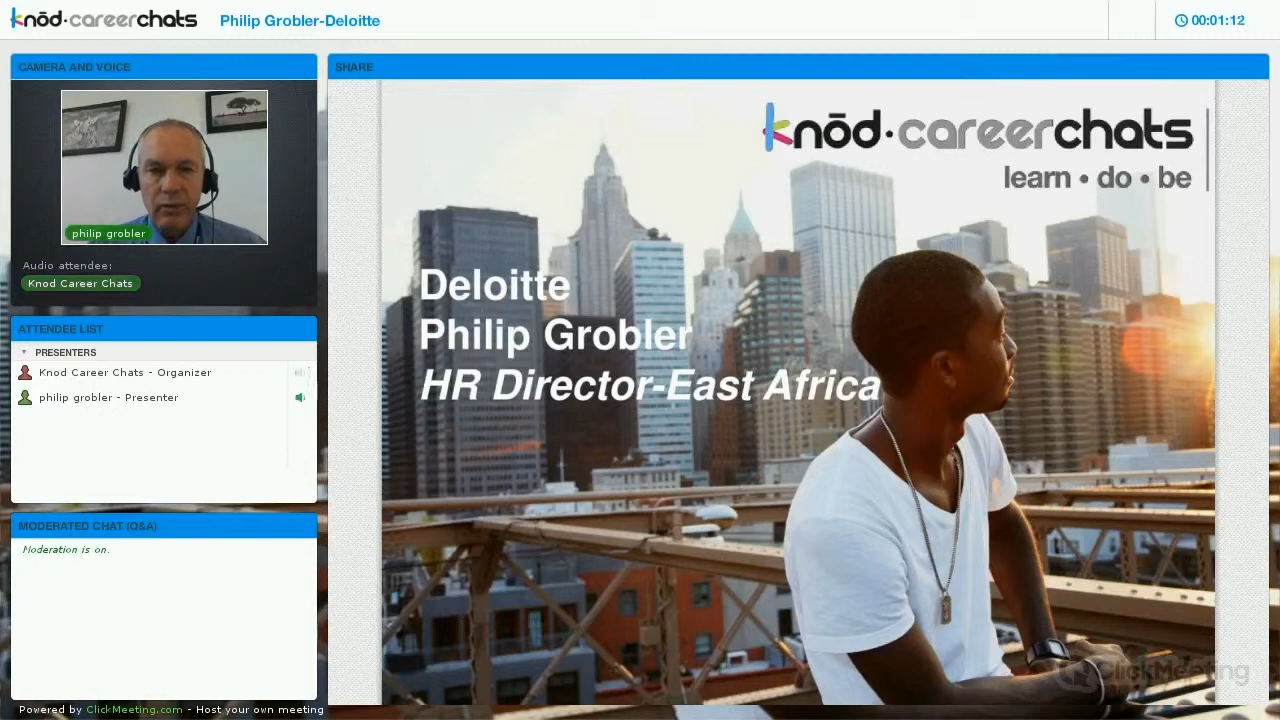 knōd·careerchats
Philip Grobler-Deloitte
00:01:12
CAMERA AND VOICE
philip grobler
Audio attendee:
Knod Career Chats
ATTENDEE LIST
PRESENTERS
Knod Career Chats - Organizer
philip grobler - Presenter
MODERATED CHAT (Q&A)
Moderation is on.
Powered by ClickMeeting.com - Host your own meeting
SHARE
knōd·careerchats
learn • do • be
Deloitte
Philip Grobler
HR Director-East Africa
ClickMeeting